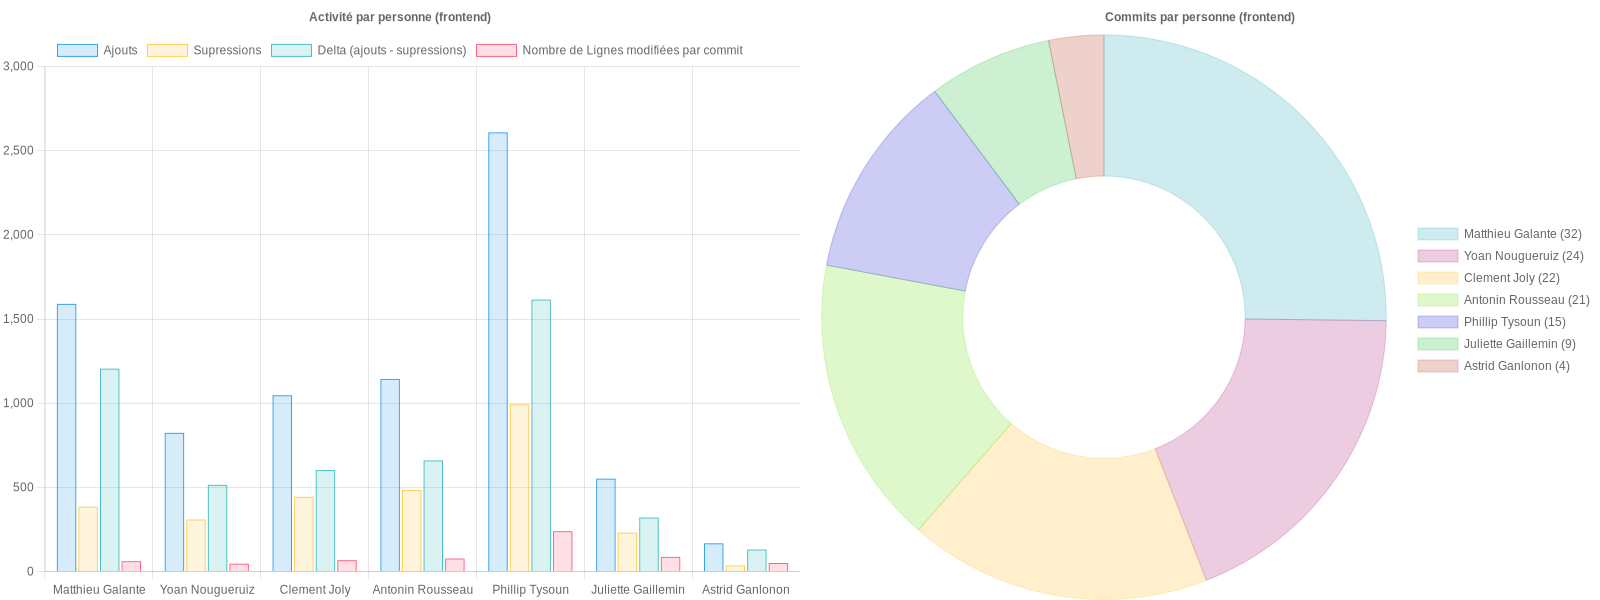 Activité par personne (frontend)
Ajouts
Supressions
Delta (ajouts - supressions)
Nombre de Lignes modifiées par commit
3,000
2,500
2,000
1,500
1,000
500
0
Matthieu Galante
Yoan Nougueruiz
Clement Joly
Antonin Rousseau
Phillip Tysoun
Juliette Gaillemin
Astrid Ganlonon
Commits par personne (frontend)
Matthieu Galante (32)
Yoan Nougueruiz (24)
Clement Joly (22)
Antonin Rousseau (21)
Phillip Tysoun (15)
Juliette Gaillemin (9)
Astrid Ganlonon (4)